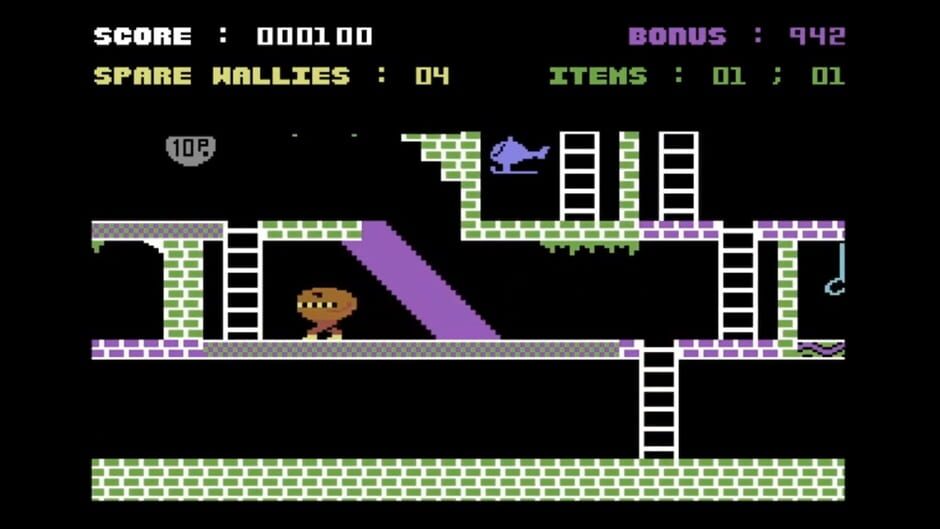 SCORE : 000100 BONUS : 942
SPARE WALLIES : 04 ITEMS : 01 ; 01
10P.